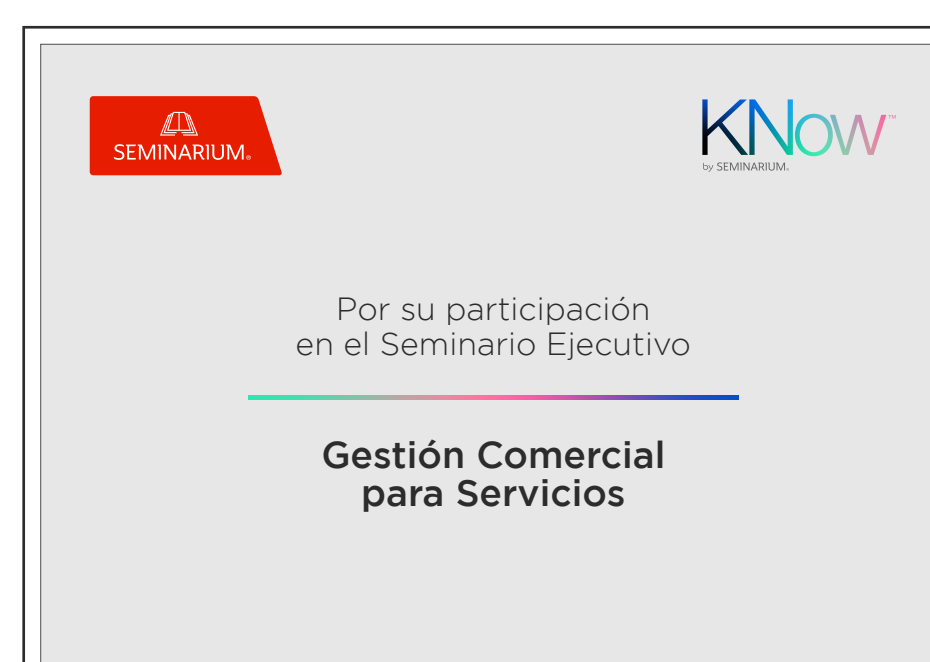 SEMINARIUM®
KNow™
by SEMINARIUM®
Por su participación
en el Seminario Ejecutivo
Gestión Comercial
para Servicios